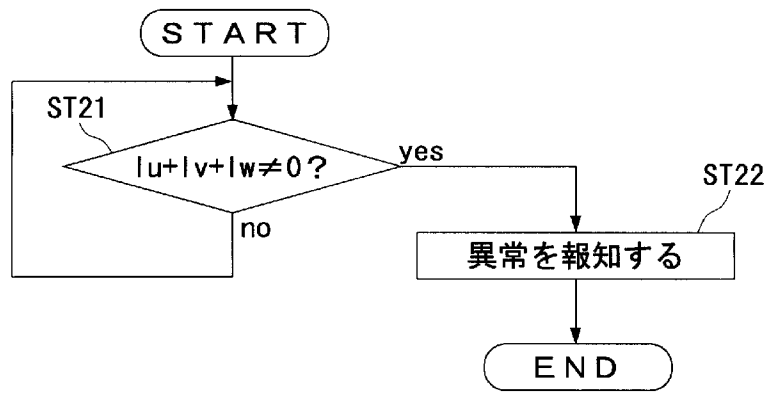 START
ST21
Iu+Iv+Iw≠0?
yes
no
ST22
異常を報知する
END